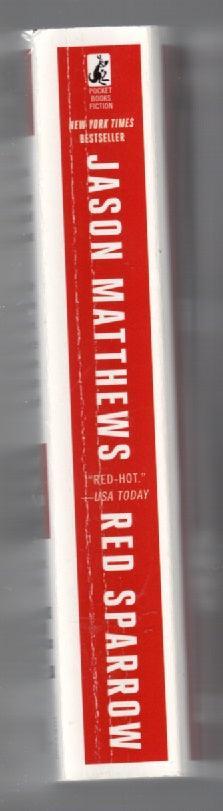 POCKET
BOOKS
FICTION
NEW YORK TIMES
BESTSELLER
JASON MATTHEWS
"RED-HOT."
—USA TODAY
RED SPARROW